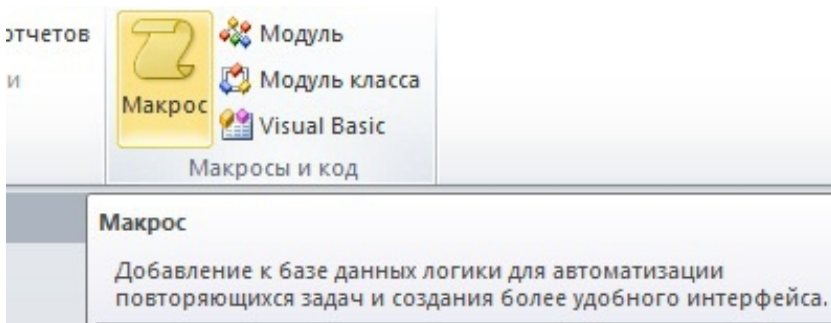 отчетов
и
Макрос
Модуль
Модуль класса
Visual Basic
Макросы и код
Макрос
Добавление к базе данных логики для автоматизации
повторяющихся задач и создания более удобного интерфейса.